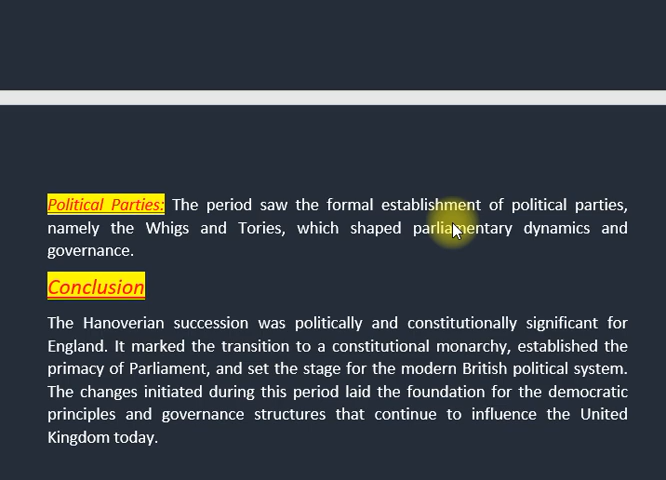 Political Parties: The period saw the formal establishment of political parties,
namely the Whigs and Tories, which shaped parliamentary dynamics and
governance.
Conclusion
The Hanoverian succession was politically and constitutionally significant for
England. It marked the transition to a constitutional monarchy, established the
primacy of Parliament, and set the stage for the modern British political system.
The changes initiated during this period laid the foundation for the democratic
principles and governance structures that continue to influence the United
Kingdom today.